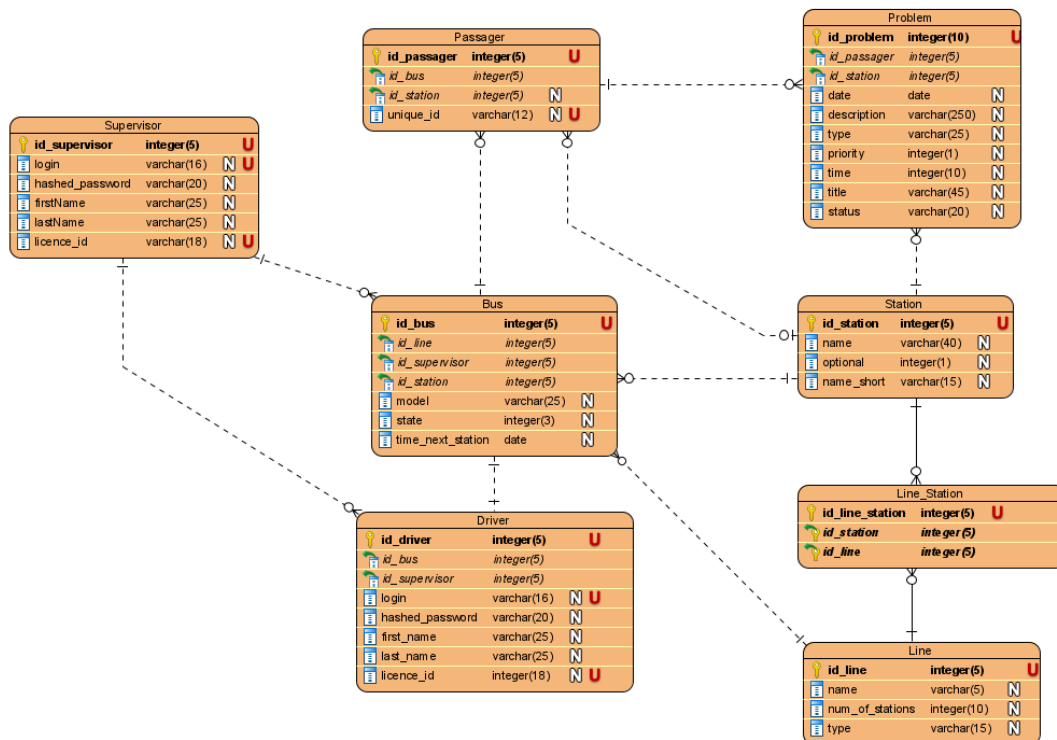 Passager
id_passager integer(5) U
id_bus integer(5)
id_station integer(5) N
unique_id varchar(12) N U
Problem
id_problem integer(10) U
id_passager integer(5)
id_station integer(5)
date date N
description varchar(250) N
type varchar(25) N
priority integer(1) N
time integer(10) N
title varchar(45) N
status varchar(20) N
Supervisor
id_supervisor integer(5) U
login varchar(16) N U
hashed_password varchar(20) N
firstName varchar(25) N
lastName varchar(25) N
licence_id varchar(18) N U
Bus
id_bus integer(5) U
id_line integer(5)
id_supervisor integer(5)
id_station integer(5)
model varchar(25) N
state integer(3) N
time_next_station date N
Station
id_station integer(5) U
name varchar(40) N
optional integer(1) N
name_short varchar(15) N
Line_Station
id_line_station integer(5) U
id_station integer(5)
id_line integer(5)
Driver
id_driver integer(5) U
id_bus integer(5)
id_supervisor integer(5)
login varchar(16) N U
hashed_password varchar(20) N
first_name varchar(25) N
last_name varchar(25) N
licence_id integer(18) N U
Line
id_line integer(5) U
name varchar(5) N
num_of_stations integer(10) N
type varchar(15) N